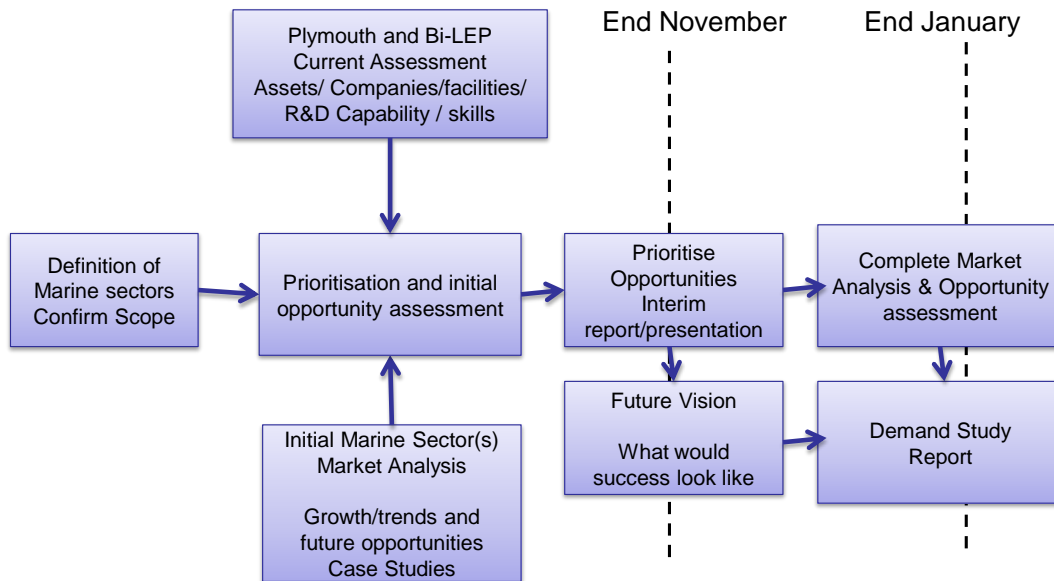 Plymouth and Bi-LEP
Current Assessment
Assets/ Companies/facilities/
R&D Capability / skills
End November
End January
Definition of
Marine sectors
Confirm Scope
Prioritisation and initial
opportunity assessment
Prioritise
Opportunities
Interim
report/presentation
Complete Market
Analysis & Opportunity
assessment
Initial Marine Sector(s)
Market Analysis
Growth/trends and
future opportunities
Case Studies
Future Vision
What would
success look like
Demand Study
Report